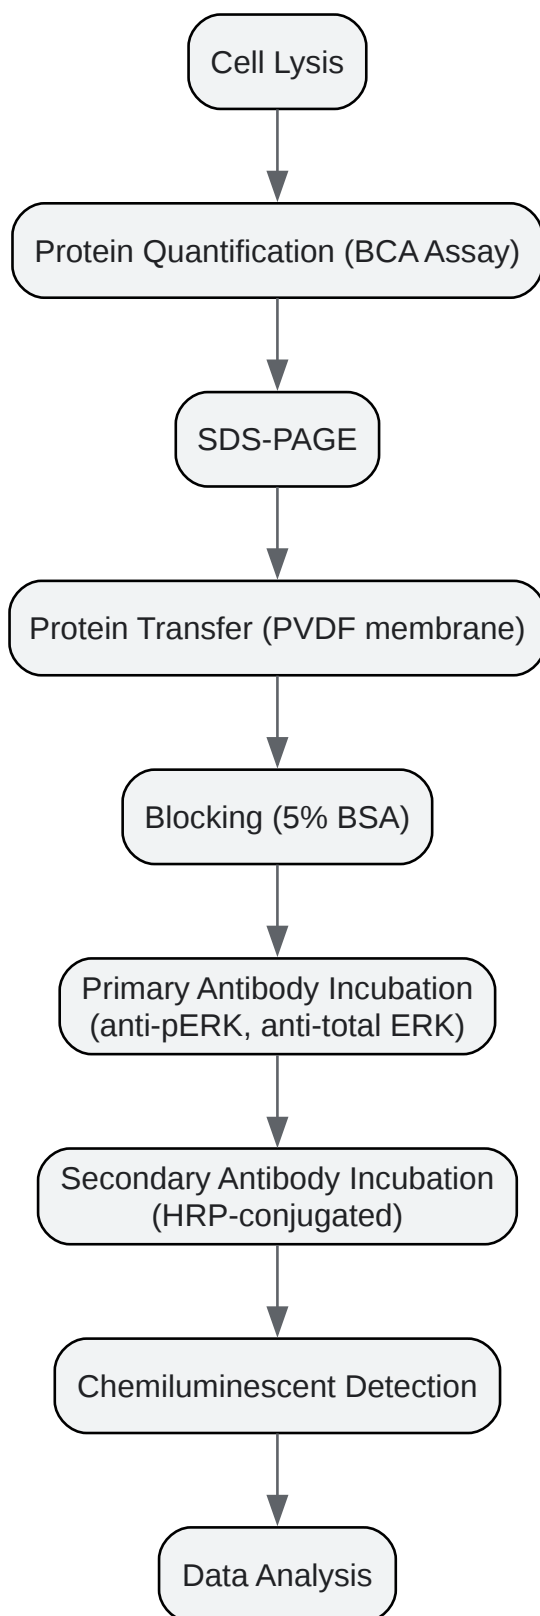 Cell Lysis
Protein Quantification (BCA Assay)
SDS-PAGE
Protein Transfer (PVDF membrane)
Blocking (5% BSA)
Primary Antibody Incubation
(anti-pERK, anti-total ERK)
Secondary Antibody Incubation
(HRP-conjugated)
Chemiluminescent Detection
Data Analysis